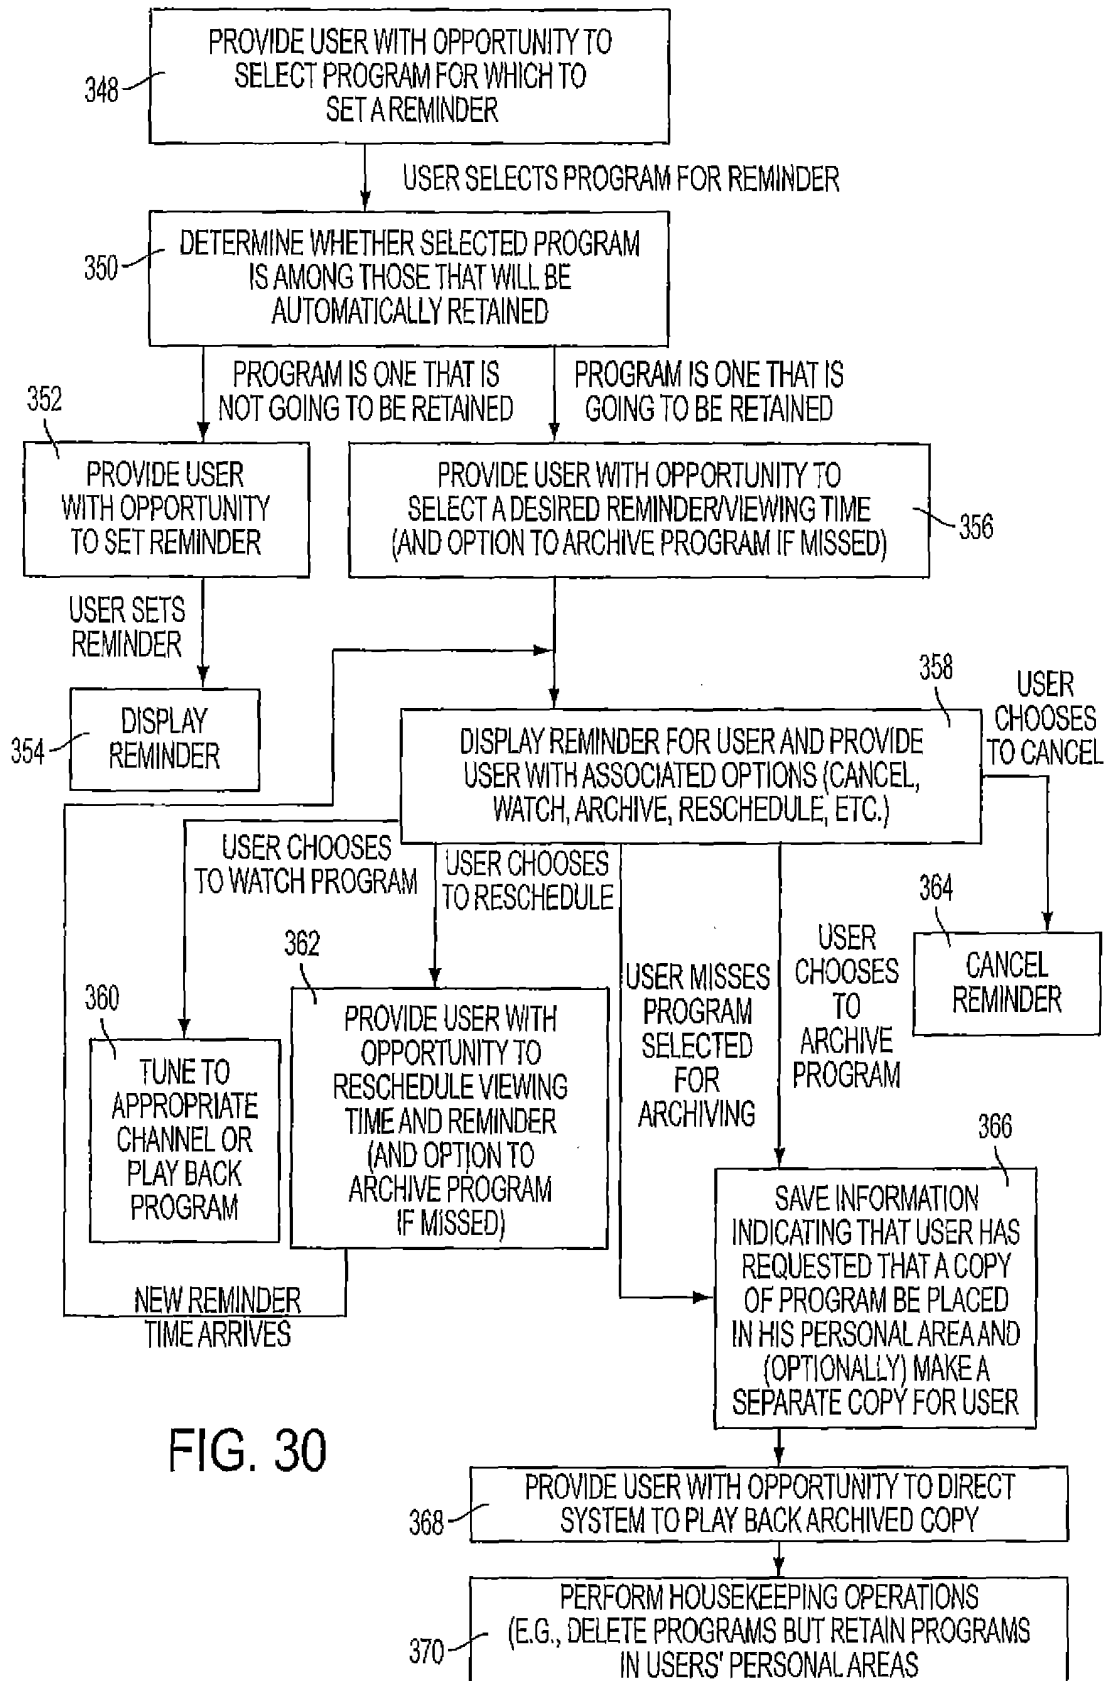 PROVIDE USER WITH OPPORTUNITY TO
SELECT PROGRAM FOR WHICH TO
SET A REMINDER
348
USER SELECTS PROGRAM FOR REMINDER
DETERMINE WHETHER SELECTED PROGRAM
IS AMONG THOSE THAT WILL BE
AUTOMATICALLY RETAINED
350
PROGRAM IS ONE THAT IS
NOT GOING TO BE RETAINED
PROGRAM IS ONE THAT IS
GOING TO BE RETAINED
352
PROVIDE USER
WITH OPPORTUNITY
TO SET REMINDER
PROVIDE USER WITH OPPORTUNITY TO
SELECT A DESIRED REMINDER/VIEWING TIME
(AND OPTION TO ARCHIVE PROGRAM IF MISSED)
356
USER SETS
REMINDER
DISPLAY
REMINDER
354
358
DISPLAY REMINDER FOR USER AND PROVIDE
USER WITH ASSOCIATED OPTIONS (CANCEL,
WATCH, ARCHIVE, RESCHEDULE, ETC.)
USER
CHOOSES
TO CANCEL
USER CHOOSES
TO WATCH PROGRAM
USER CHOOSES
TO RESCHEDULE
364
CANCEL
REMINDER
362
PROVIDE USER WITH
OPPORTUNITY TO
RESCHEDULE VIEWING
TIME AND REMINDER
(AND OPTION TO
ARCHIVE PROGRAM
IF MISSED)
USER MISSES
PROGRAM
SELECTED
FOR
ARCHIVING
USER
CHOOSES
TO
ARCHIVE
PROGRAM
360
TUNE TO
APPROPRIATE
CHANNEL OR
PLAY BACK
PROGRAM
NEW REMINDER
TIME ARRIVES
366
SAVE INFORMATION
INDICATING THAT USER HAS
REQUESTED THAT A COPY
OF PROGRAM BE PLACED
IN HIS PERSONAL AREA AND
(OPTIONALLY) MAKE A
SEPARATE COPY FOR USER
FIG. 30
PROVIDE USER WITH OPPORTUNITY TO DIRECT
SYSTEM TO PLAY BACK ARCHIVED COPY
368
PERFORM HOUSEKEEPING OPERATIONS
(E.G., DELETE PROGRAMS BUT RETAIN PROGRAMS
IN USERS' PERSONAL AREAS
370